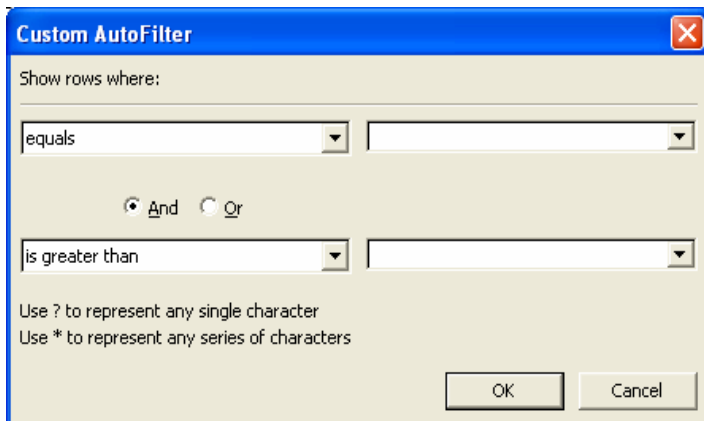 Custom AutoFilter
Show rows where:
equals
And Or
is greater than
Use ? to represent any single character
Use * to represent any series of characters
OK Cancel